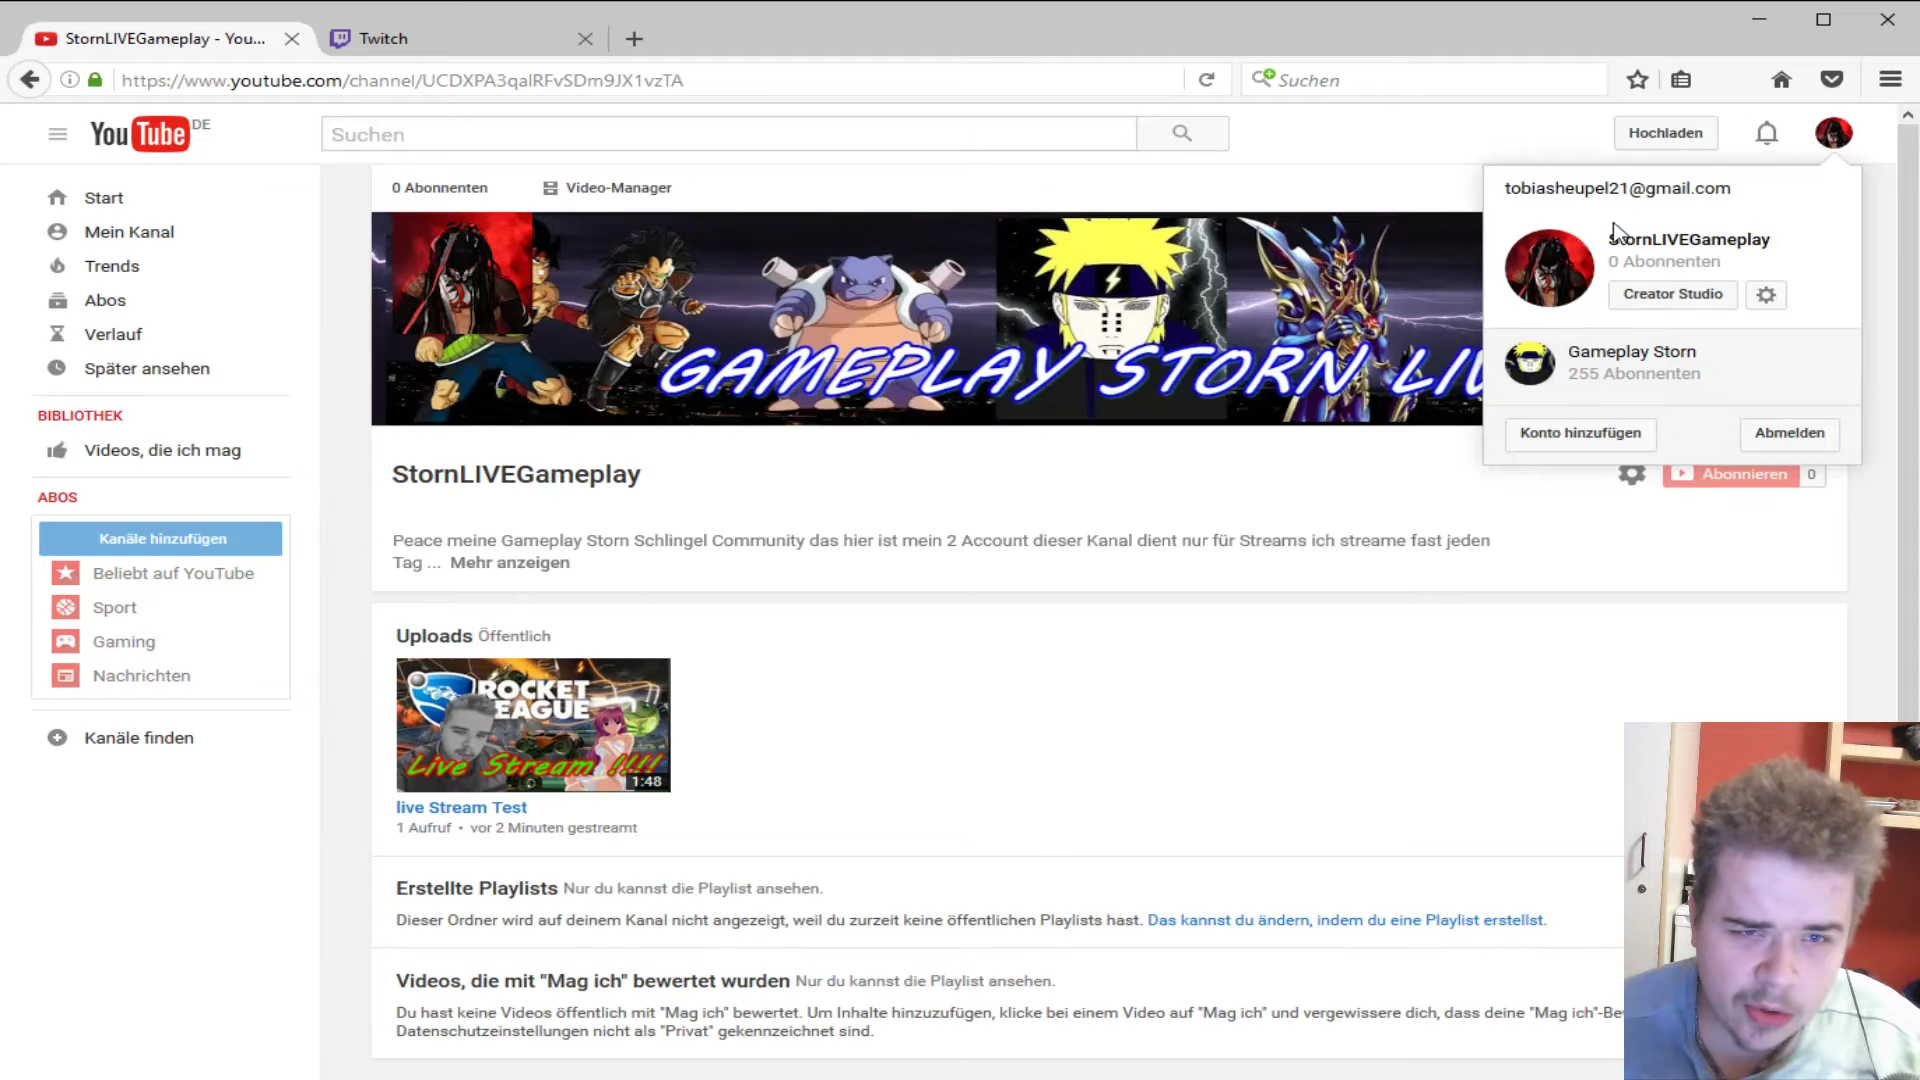 StornLIVEGameplay - You...
Twitch
https://www.youtube.com/channel/UCDXPA3qalRFvSDm9JX1vzTA
Suchen
YouTube DE
Suchen
Hochladen
Start
Mein Kanal
Trends
Abos
Verlauf
Später ansehen
BIBLIOTHEK
Videos, die ich mag
ABOS
Kanäle hinzufügen
Beliebt auf YouTube
Sport
Gaming
Nachrichten
Kanäle finden
0 Abonnenten
Video-Manager
GAMEPLAY STORN LIV
tobiasheupel21@gmail.com
StornLIVEGameplay
0 Abonnenten
Creator Studio
Gameplay Storn
255 Abonnenten
Konto hinzufügen
Abmelden
StornLIVEGameplay
Abonnieren 0
Peace meine Gameplay Storn Schlingel Community das hier ist mein 2 Account dieser Kanal dient nur für Streams ich streame fast jeden
Tag ... Mehr anzeigen
Uploads Öffentlich
ROCKET
LEAGUE
Live Stream !!!!
1:48
live Stream Test
1 Aufruf • vor 2 Minuten gestreamt
Erstellte Playlists Nur du kannst die Playlist ansehen.
Dieser Ordner wird auf deinem Kanal nicht angezeigt, weil du zurzeit keine öffentlichen Playlists hast. Das kannst du ändern, indem du eine Playlist erstellst.
Videos, die mit "Mag ich" bewertet wurden Nur du kannst die Playlist ansehen.
Du hast keine Videos öffentlich mit "Mag ich" bewertet. Um Inhalte hinzuzufügen, klicke bei einem Video auf "Mag ich" und vergewissere dich, dass deine "Mag ich"-Be
Datenschutzeinstellungen nicht als "Privat" gekennzeichnet sind.